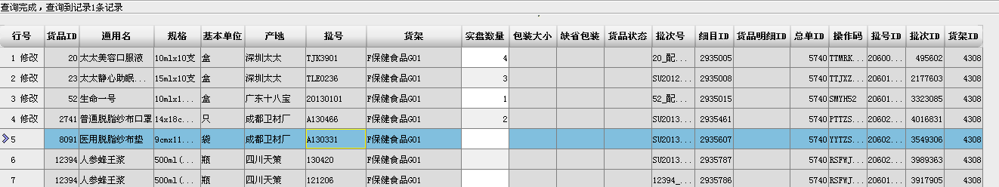 查询完成，查询到记录1条记录
行号 货品ID 通用名 规格 基本单位 产地 批号 货架 实盘数量 包装大小 缺省包装 货品状态 批次号 细目ID 货品明细ID 总单ID 操作码 批号ID 批次ID 货架ID
1 修改 20 太太美容口服液 10mlx10支 盒 深圳太太 TJK3901 F保健食品G01 4 20_配... 2935005 5740 TTMRK... 20600... 495602 4308
2 修改 23 太太静心助眠... 15mlx10支 盒 深圳太太 TLE0236 F保健食品G01 3 SU2012... 2935008 5740 TTJXZ... 20601... 2177603 4308
3 修改 52 生命一号 10mlx1... 盒 广东十八宝 20130101 F保健食品G01 1 52_配... 2935015 5740 SMYH52 20601... 3323085 4308
4 修改 2741 普通脱脂纱布口罩 14x18c... 只 成都卫材厂 A130466 F保健食品G01 2 SU2013... 2935461 5740 PTTZS... 20602... 4016831 4308
5 8091 医用脱脂纱布垫 9cmx11... 袋 成都卫材厂 A130331 F保健食品G01 SU2013... 2935607 5740 YYTZS... 20602... 3549306 4308
6 12394 人参蜂王浆 500ml(... 瓶 四川天策 130420 F保健食品G01 SU2013... 2935787 5740 RSFWJ... 20602... 3989363 4308
7 12394 人参蜂王浆 500ml(... 瓶 四川天策 121206 F保健食品G01 12394_... 2935786 5740 RSFWJ... 20602... 3917905 4308